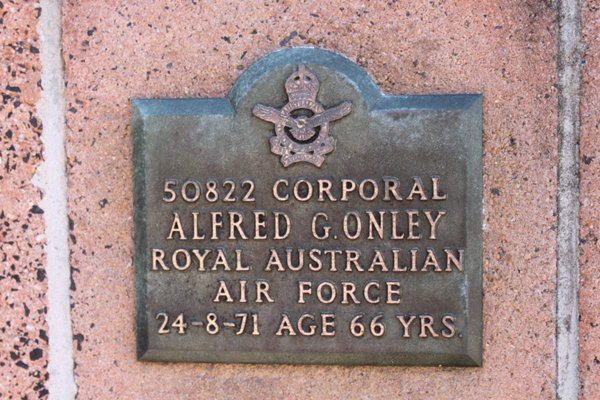 50822 CORPORAL
ALFRED G. ONLEY
ROYAL AUSTRALIAN
AIR FORCE
24-8-71 AGE 66 YRS.